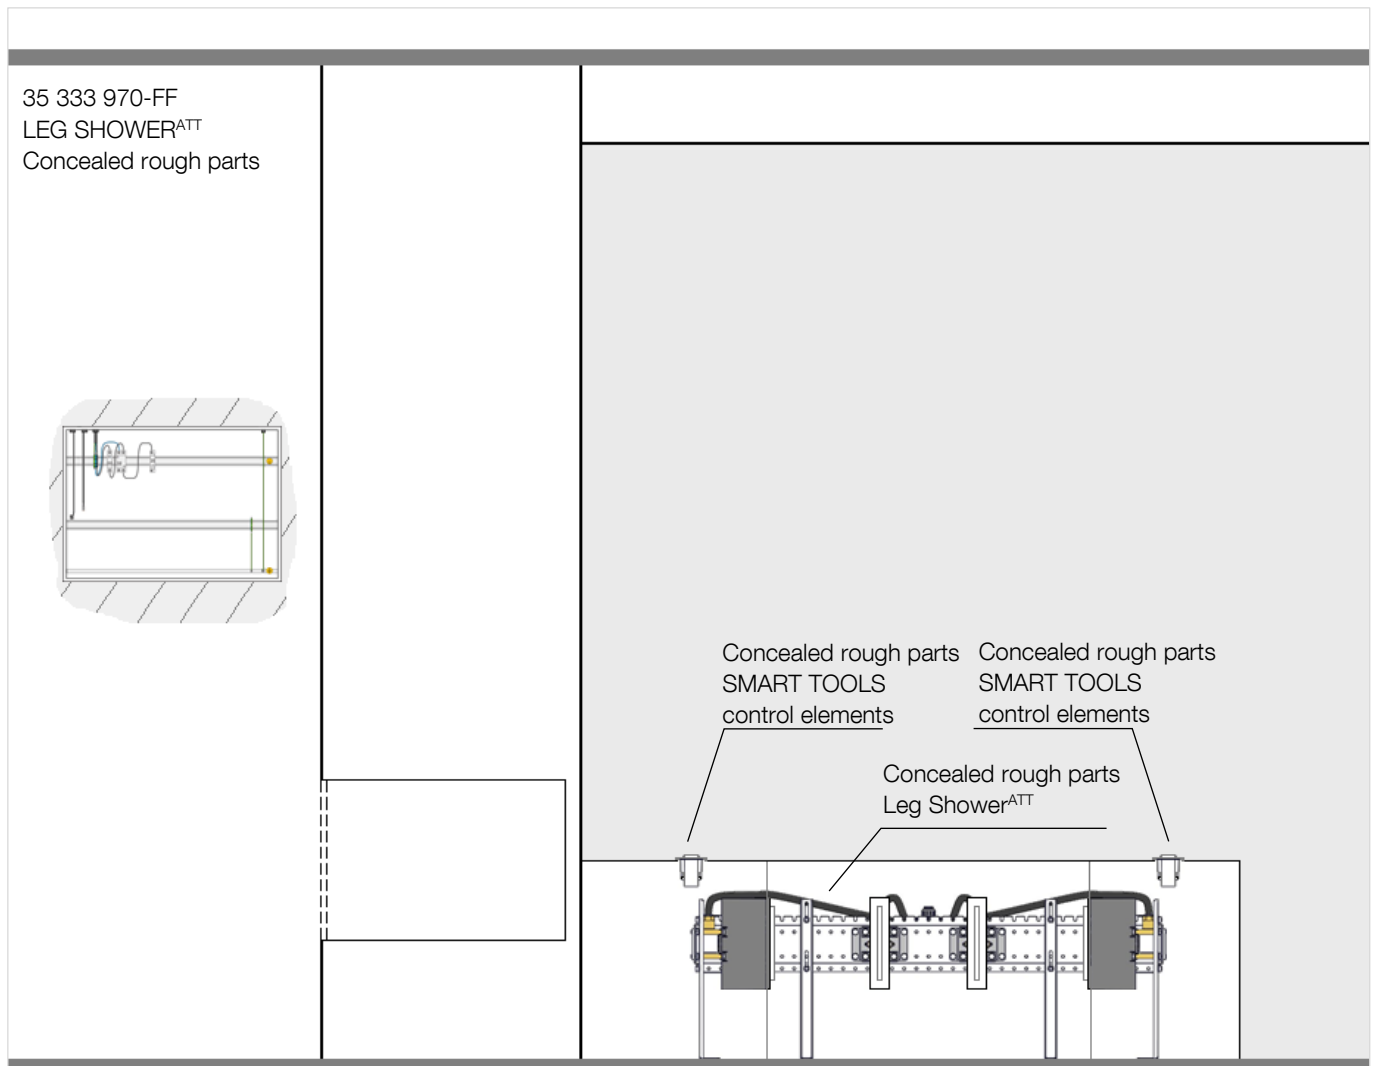 35 333 970-FF
LEG SHOWERᴬᵀᵀ
Concealed rough parts
Concealed rough parts
SMART TOOLS
control elements
Concealed rough parts
SMART TOOLS
control elements
Concealed rough parts
Leg Showerᴬᵀᵀ